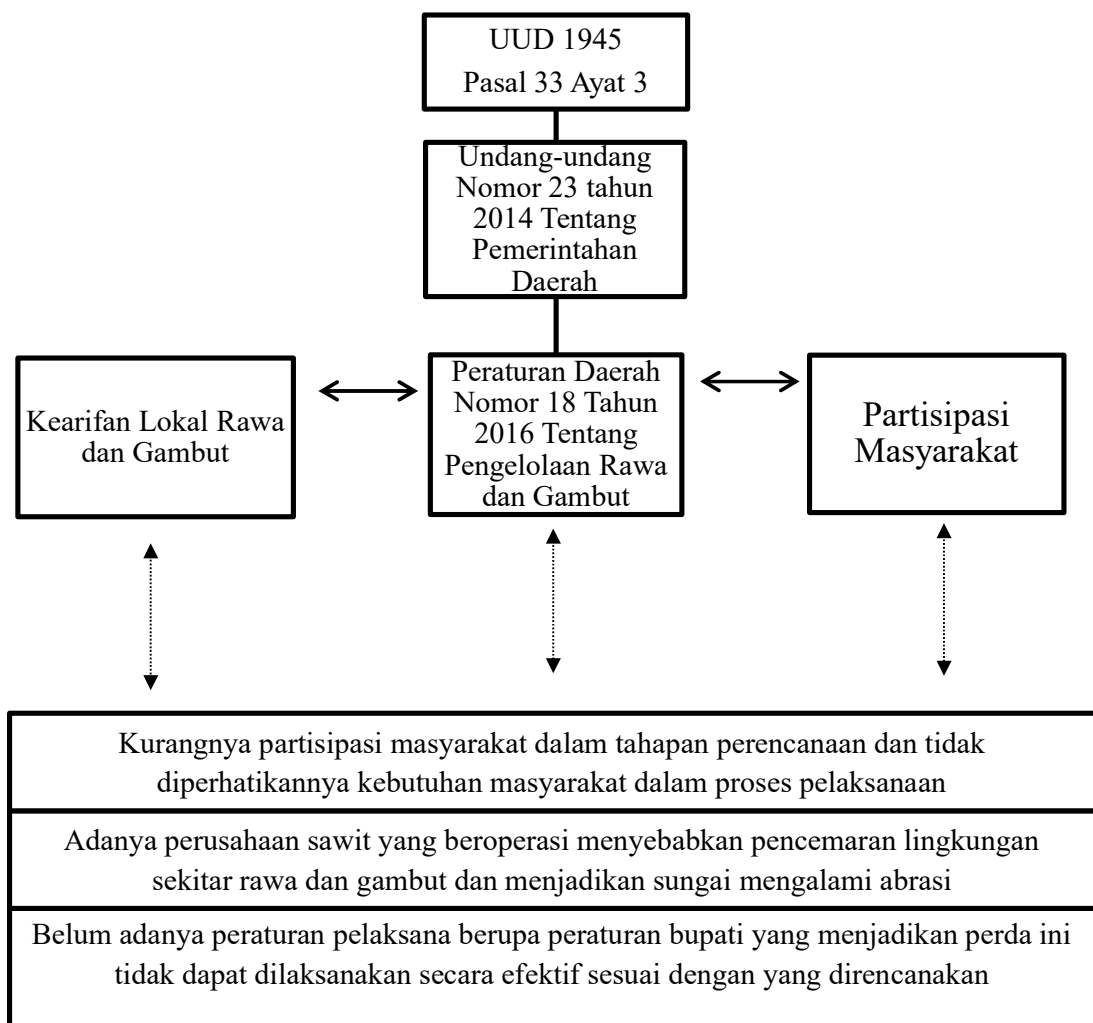 UUD 1945
Pasal 33 Ayat 3
Undang-undang
Nomor 23 tahun
2014 Tentang
Pemerintahan
Daerah
Kearifan Lokal Rawa
dan Gambut
Peraturan Daerah
Nomor 18 Tahun
2016 Tentang
Pengelolaan Rawa
dan Gambut
Partisipasi
Masyarakat
Kurangnya partisipasi masyarakat dalam tahapan perencanaan dan tidak
diperhatikannya kebutuhan masyarakat dalam proses pelaksanaan
Adanya perusahaan sawit yang beroperasi menyebabkan pencemaran lingkungan
sekitar rawa dan gambut dan menjadikan sungai mengalami abrasi
Belum adanya peraturan pelaksana berupa peraturan bupati yang menjadikan perda ini
tidak dapat dilaksanakan secara efektif sesuai dengan yang direncanakan